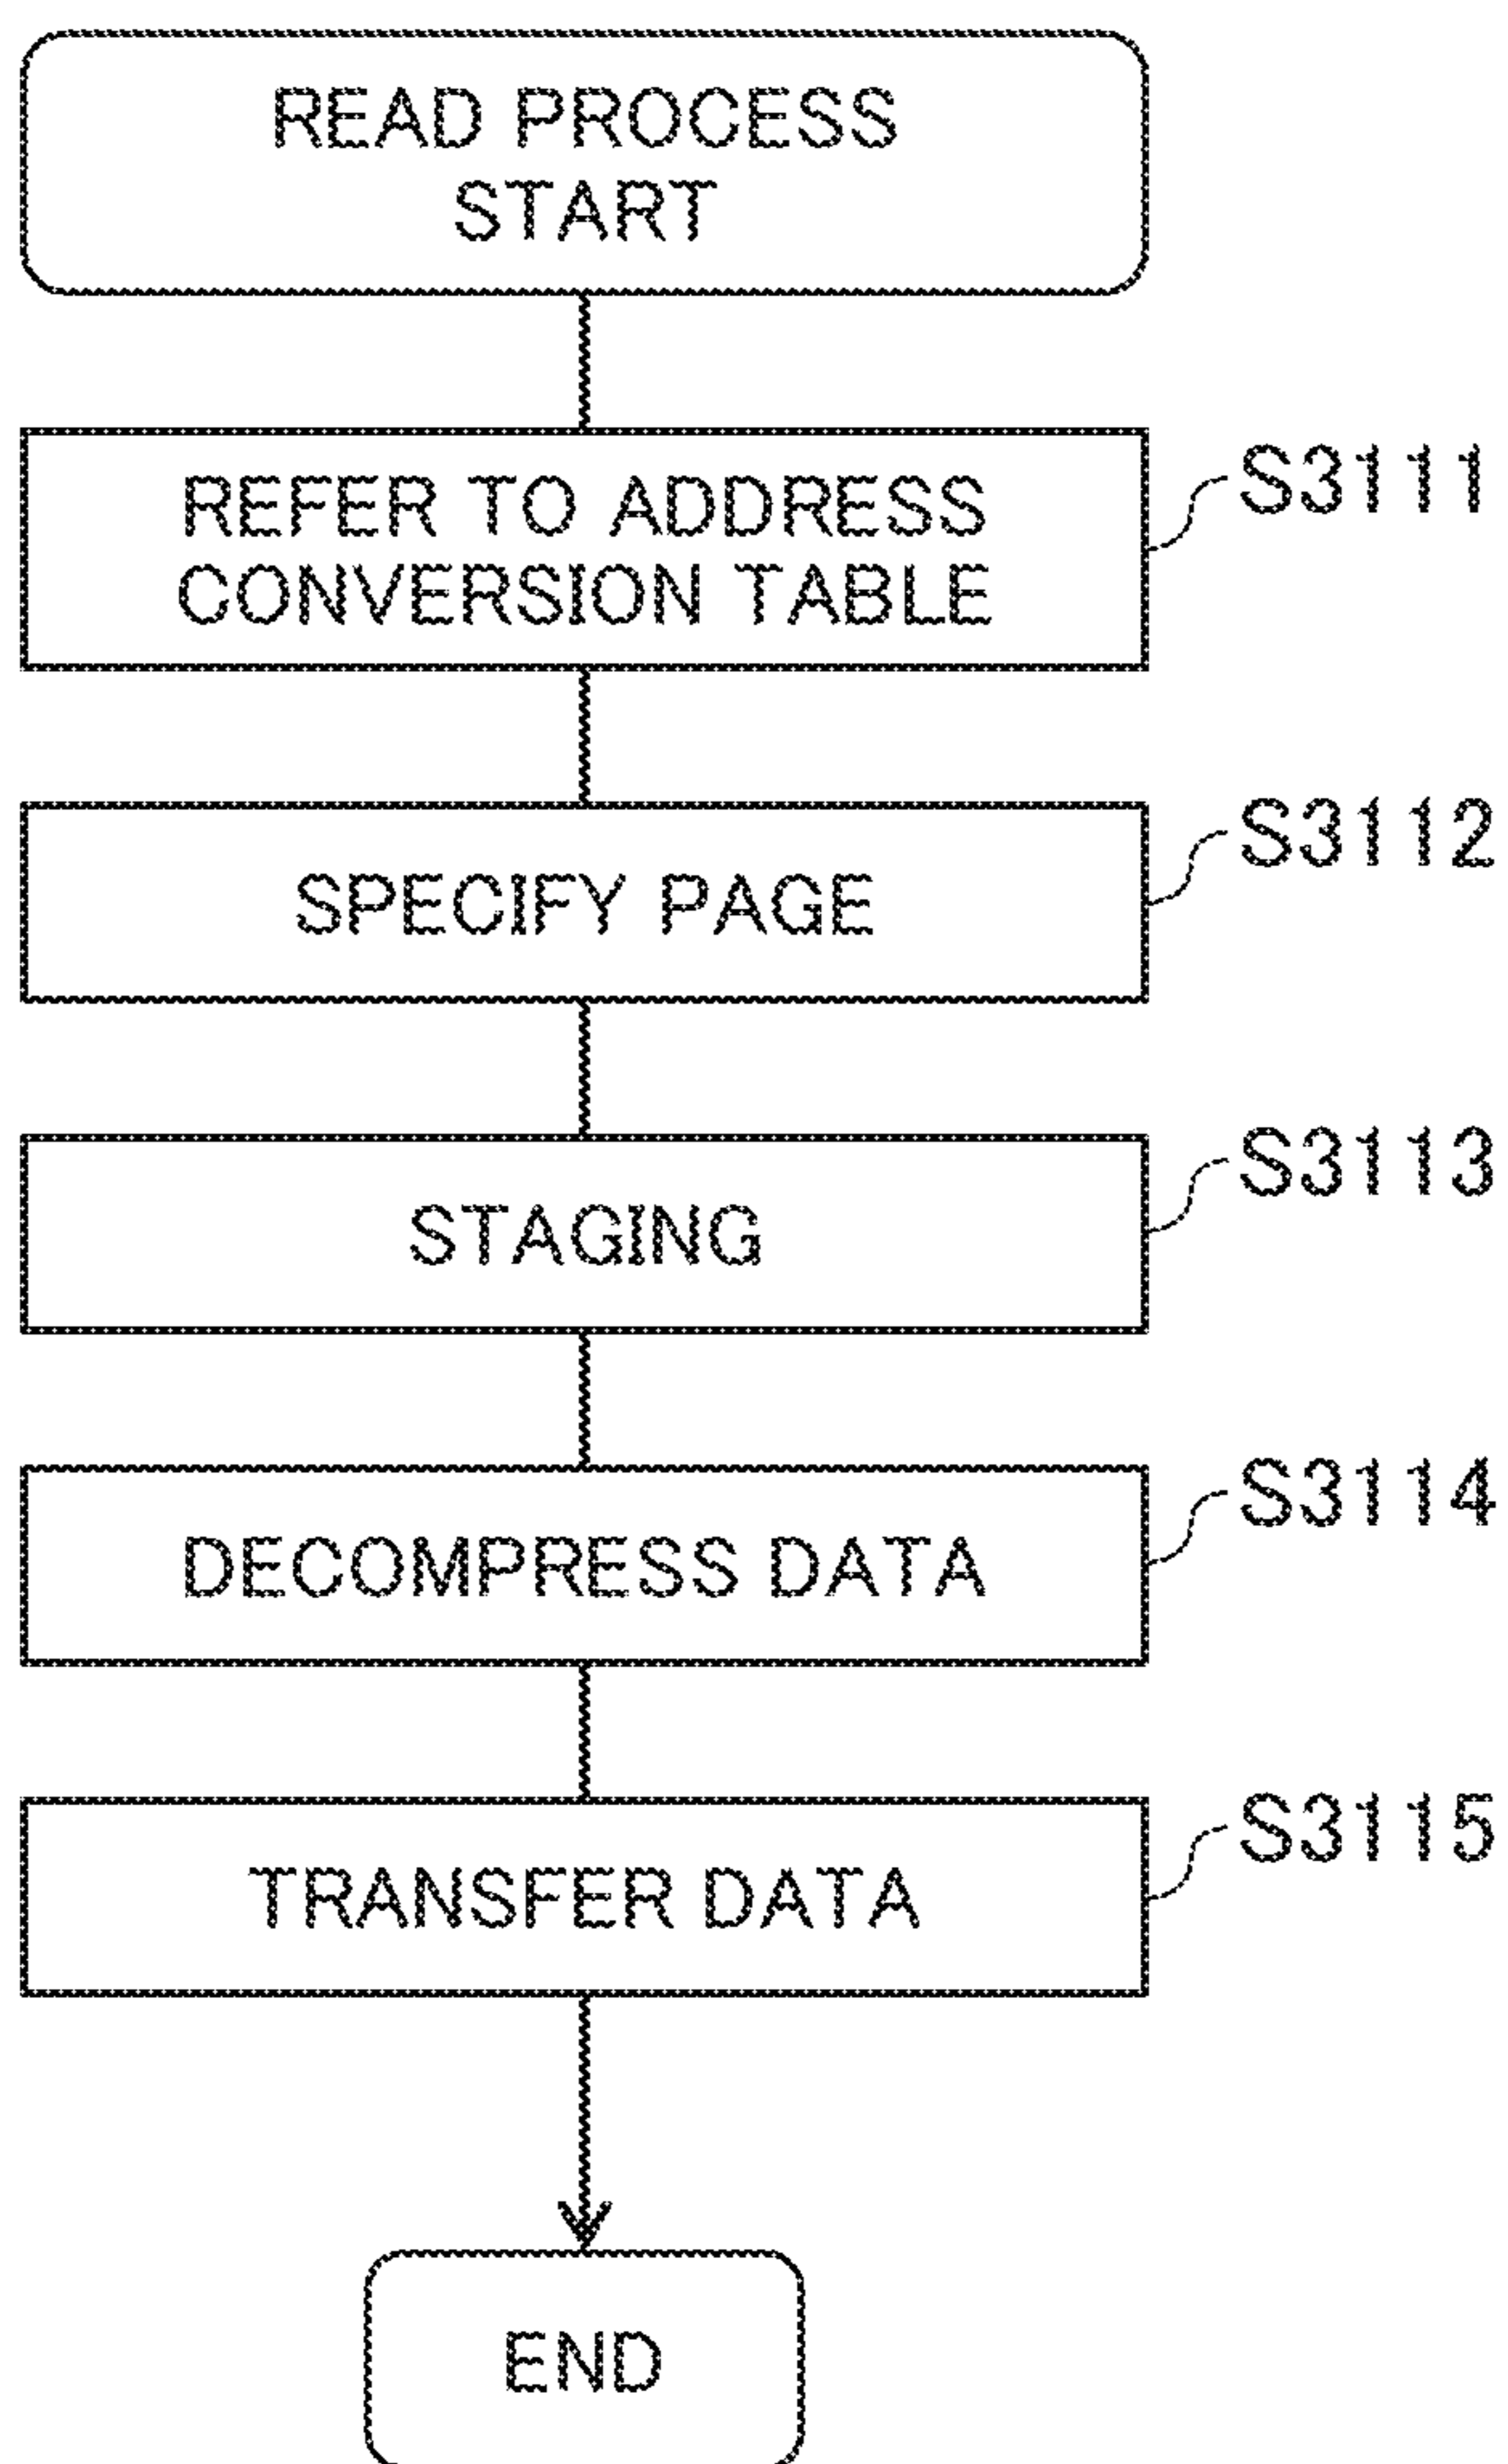 READ PROCESS
START
REFER TO ADDRESS
CONVERSION TABLE
S3111
SPECIFY PAGE
S3112
STAGING
S3113
DECOMPRESS DATA
S3114
TRANSFER DATA
S3115
END